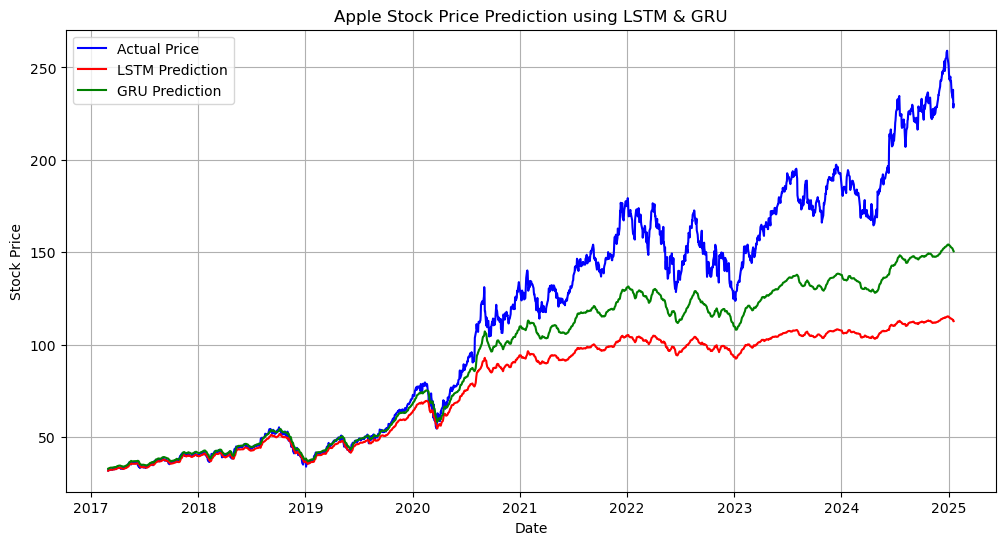 Apple Stock Price Prediction using LSTM & GRU
Actual Price
LSTM Prediction
GRU Prediction
Stock Price
250
200
150
100
50
2017 2018 2019 2020 2021 2022 2023 2024 2025
Date